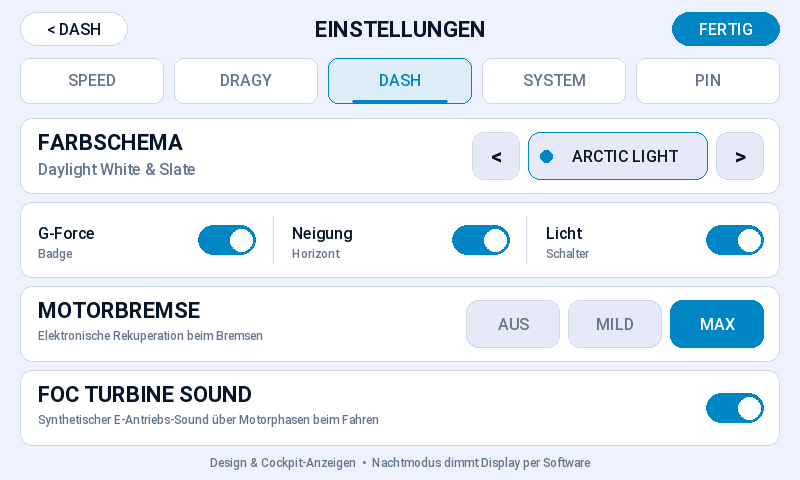 < DASH
EINSTELLUNGEN
FERTIG
SPEED
DRAGY
DASH
SYSTEM
PIN
FARBSCHEMA
Daylight White & Slate
<
ARCTIC LIGHT
>
G-Force
Badge
Neigung
Horizont
Licht
Schalter
MOTORBREMSE
Elektronische Rekuperation beim Bremsen
AUS
MILD
MAX
FOC TURBINE SOUND
Synthetischer E-Antriebs-Sound über Motorphasen beim Fahren
Design & Cockpit-Anzeigen • Nachtmodus dimmt Display per Software